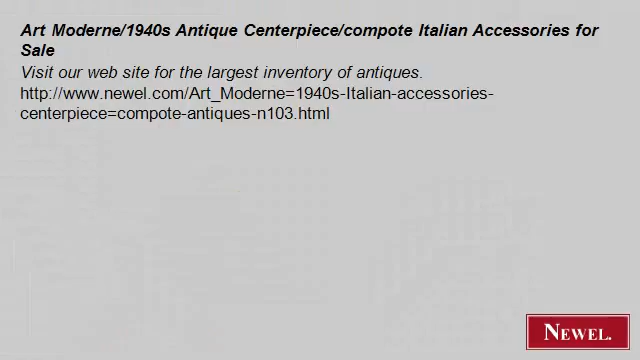 Art Moderne/1940s Antique Centerpiece/compote Italian Accessories for
Sale
Visit our web site for the largest inventory of antiques.
http://www.newel.com/Art_Moderne=1940s-Italian-accessories-
centerpiece=compote-antiques-n103.html
NEWEL.